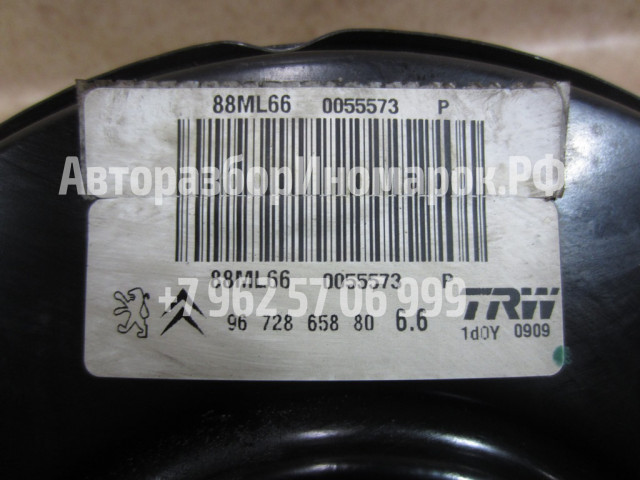 88ML66 0055573 P
АвторазборИномарок.РФ
88ML66 0055573 P
+7 962 57 06 999
96 728 658 80 6.6 TRW
1d0Y 0909